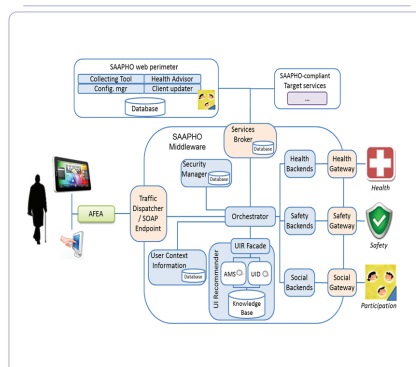 SAAPHO web perimeter
Collecting Tool
Health Advisor
Config. mgr
Client updater
Database
SAAPHO-compliant
Target services
...
SAAPHO
Middleware
Services
Broker
Database
Security
Manager
Database
Health
Backends
Health
Gateway
Health
AFEA
Traffic
Dispatcher
/ SOAP
Endpoint
Orchestrator
Safety
Backends
Safety
Gateway
Safety
User Context
Information
Database
UI Recommender
UIR Facade
AMS
UID
Knowledge
Base
Social
Backends
Social
Gateway
Participation